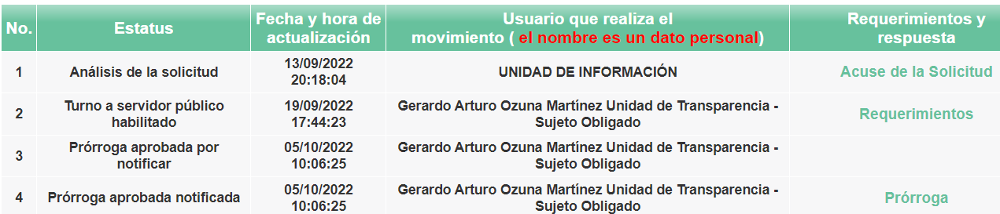 No. Estatus Fecha y hora de actualización Usuario que realiza el movimiento ( el nombre es un dato personal) Requerimientos y respuesta
1 Análisis de la solicitud 13/09/2022 20:18:04 UNIDAD DE INFORMACIÓN Acuse de la Solicitud
2 Turno a servidor público habilitado 19/09/2022 17:44:23 Gerardo Arturo Ozuna Martínez Unidad de Transparencia - Sujeto Obligado Requerimientos
3 Prórroga aprobada por notificar 05/10/2022 10:06:25 Gerardo Arturo Ozuna Martínez Unidad de Transparencia - Sujeto Obligado
4 Prórroga aprobada notificada 05/10/2022 10:06:25 Gerardo Arturo Ozuna Martínez Unidad de Transparencia - Sujeto Obligado Prórroga